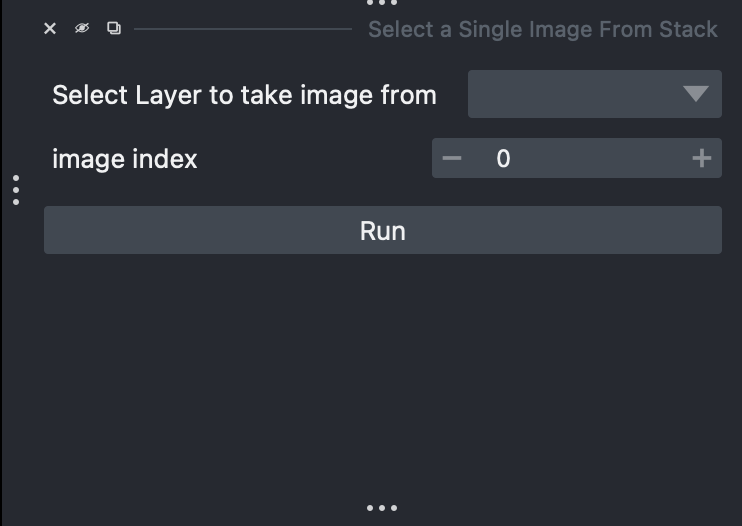 Select a Single Image From Stack
Select Layer to take image from
image index
0
Run